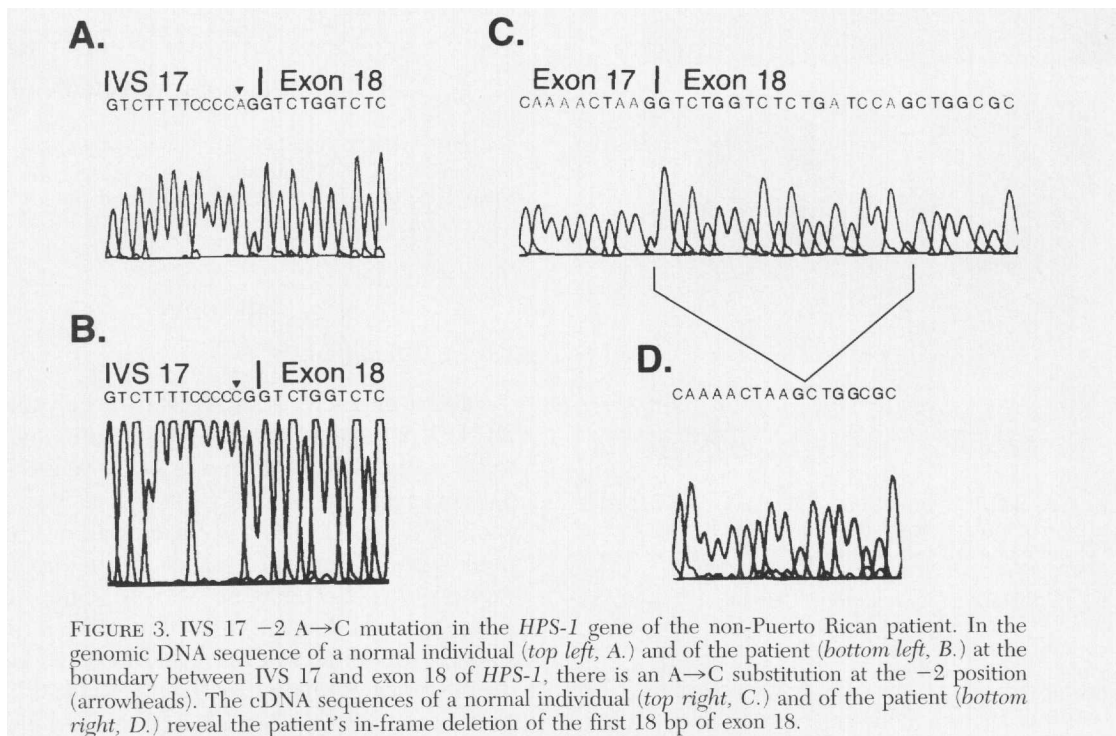 A.
IVS 17 | Exon 18
GTCTTTTCCCCAGGTCTGGTCTC
B.
IVS 17 | Exon 18
GTCTTTTCCCCCGGTCTGGTCTC
C.
Exon 17 | Exon 18
CAAAACTAAGGTCTGGTCTCTGATCCAGCTGGCGC
D.
CAAAACTAAGCTGGCGC
FIGURE 3. IVS 17 −2 A→C mutation in the HPS-1 gene of the non-Puerto Rican patient. In the
genomic DNA sequence of a normal individual (top left, A.) and of the patient (bottom left, B.) at the
boundary between IVS 17 and exon 18 of HPS-1, there is an A→C substitution at the −2 position
(arrowheads). The cDNA sequences of a normal individual (top right, C.) and of the patient (bottom
right, D.) reveal the patient's in-frame deletion of the first 18 bp of exon 18.